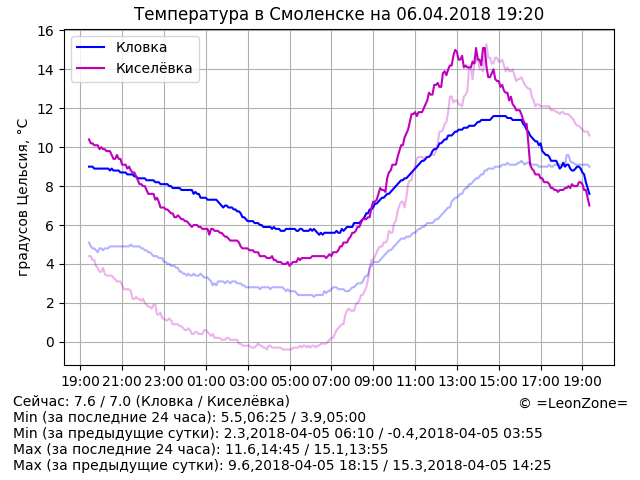 Температура в Смоленске на 06.04.2018 19:20
градусов Цельсия, °C
16
14
12
10
8
6
4
2
0
Кловка
Киселёвка
19:00 21:00 23:00 01:00 03:00 05:00 07:00 09:00 11:00 13:00 15:00 17:00 19:00
Сейчас: 7.6 / 7.0 (Кловка / Киселёвка)
© =LeonZone=
Min (за последние 24 часа): 5.5,06:25 / 3.9,05:00
Min (за предыдущие сутки): 2.3,2018-04-05 06:10 / -0.4,2018-04-05 03:55
Max (за последние 24 часа): 11.6,14:45 / 15.1,13:55
Max (за предыдущие сутки): 9.6,2018-04-05 18:15 / 15.3,2018-04-05 14:25